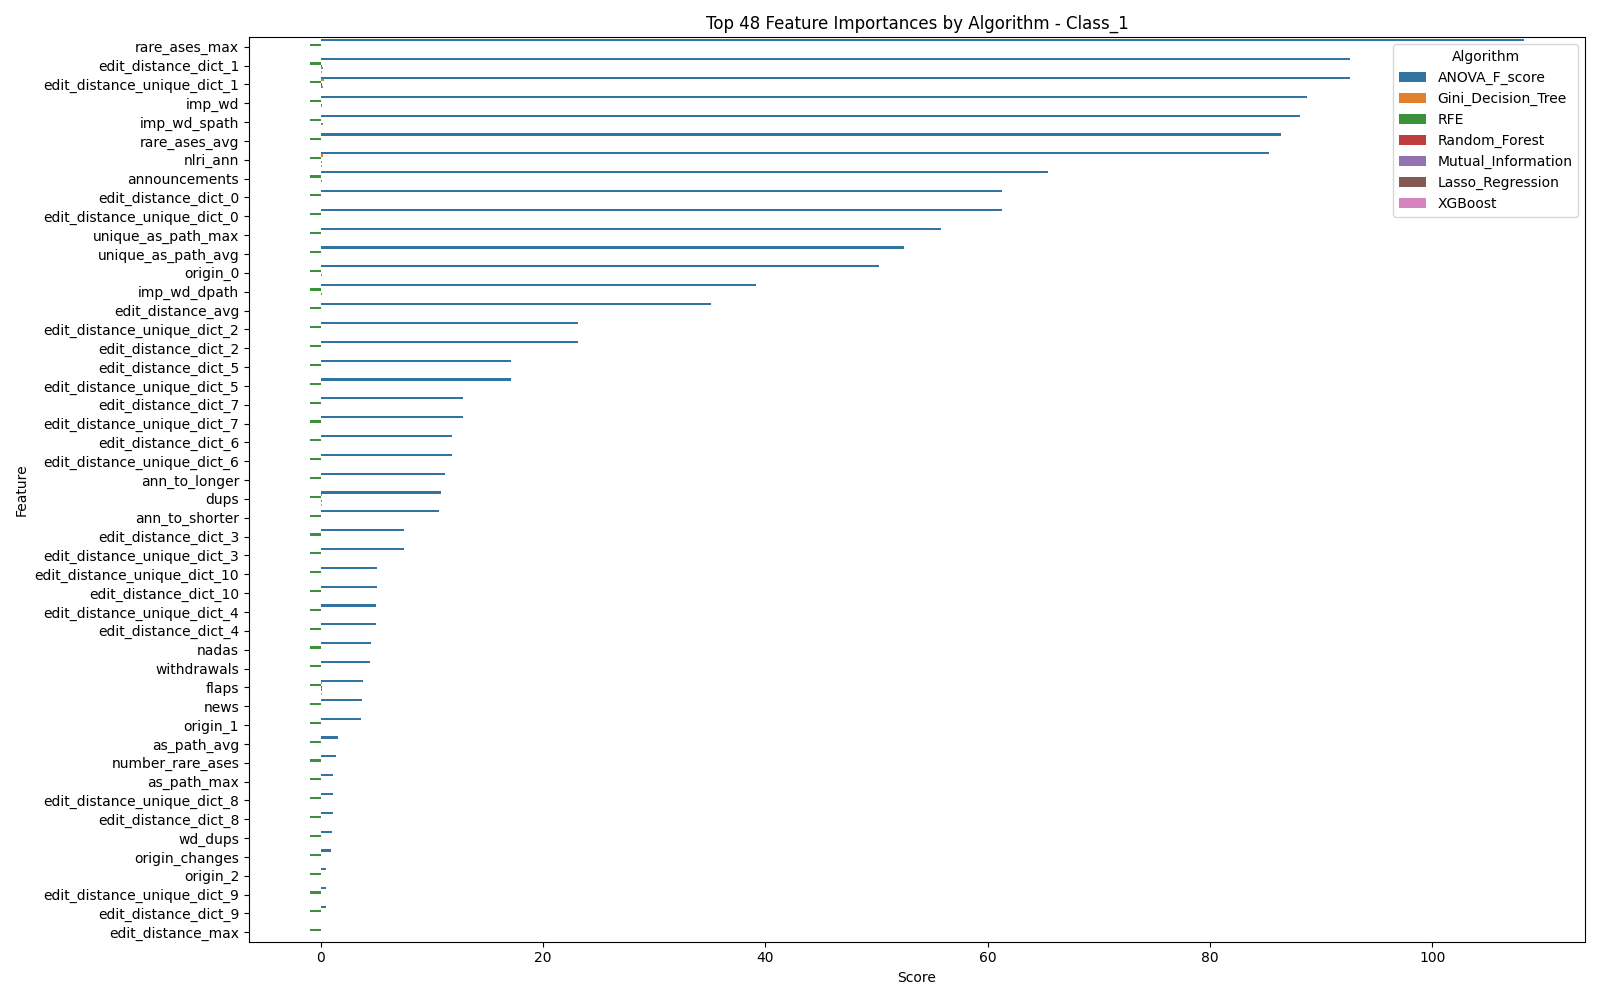 Top 48 Feature Importances by Algorithm - Class_1
Algorithm
ANOVA_F_score
Gini_Decision_Tree
RFE
Random_Forest
Mutual_Information
Lasso_Regression
XGBoost
Feature
rare_ases_max
edit_distance_dict_1
edit_distance_unique_dict_1
imp_wd
imp_wd_spath
rare_ases_avg
nlri_ann
announcements
edit_distance_dict_0
edit_distance_unique_dict_0
unique_as_path_max
unique_as_path_avg
origin_0
imp_wd_dpath
edit_distance_avg
edit_distance_unique_dict_2
edit_distance_dict_2
edit_distance_dict_5
edit_distance_unique_dict_5
edit_distance_dict_7
edit_distance_unique_dict_7
edit_distance_dict_6
edit_distance_unique_dict_6
ann_to_longer
dups
ann_to_shorter
edit_distance_dict_3
edit_distance_unique_dict_3
edit_distance_unique_dict_10
edit_distance_dict_10
edit_distance_unique_dict_4
edit_distance_dict_4
nadas
withdrawals
flaps
news
origin_1
as_path_avg
number_rare_ases
as_path_max
edit_distance_unique_dict_8
edit_distance_dict_8
wd_dups
origin_changes
origin_2
edit_distance_unique_dict_9
edit_distance_dict_9
edit_distance_max
0 20 40 60 80 100
Score